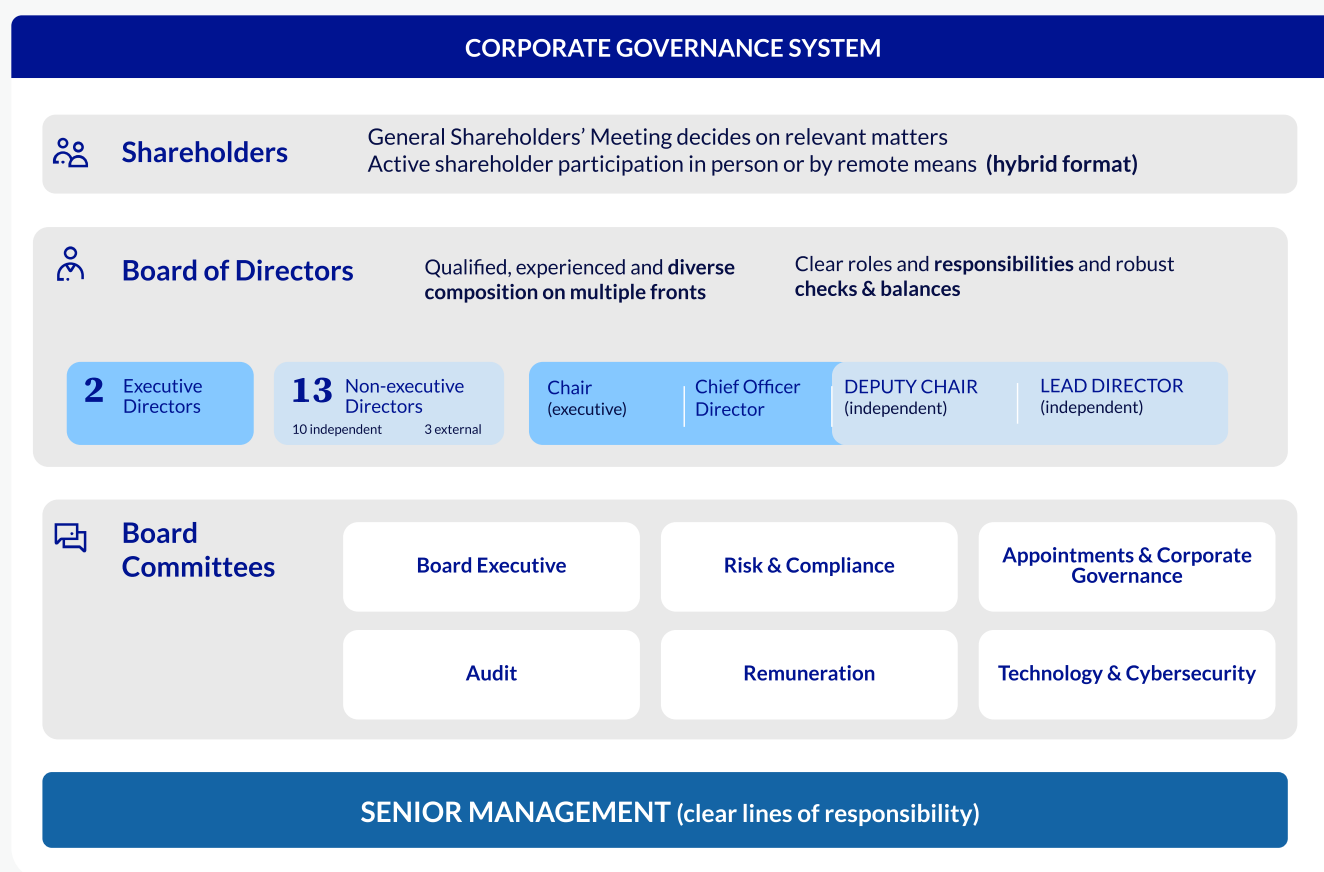 CORPORATE GOVERNANCE SYSTEM
Shareholders
General Shareholders’ Meeting decides on relevant matters
Active shareholder participation in person or by remote means (hybrid format)
Board of Directors
Qualified, experienced and diverse
composition on multiple fronts
Clear roles and responsibilities and robust
checks & balances
2 Executive
Directors
13 Non-executive
Directors
10 independent 3 external
Chair
(executive)
Chief Officer
Director
DEPUTY CHAIR
(independent)
LEAD DIRECTOR
(independent)
Board
Committees
Board Executive
Risk & Compliance
Appointments & Corporate
Governance
Audit
Remuneration
Technology & Cybersecurity
SENIOR MANAGEMENT (clear lines of responsibility)